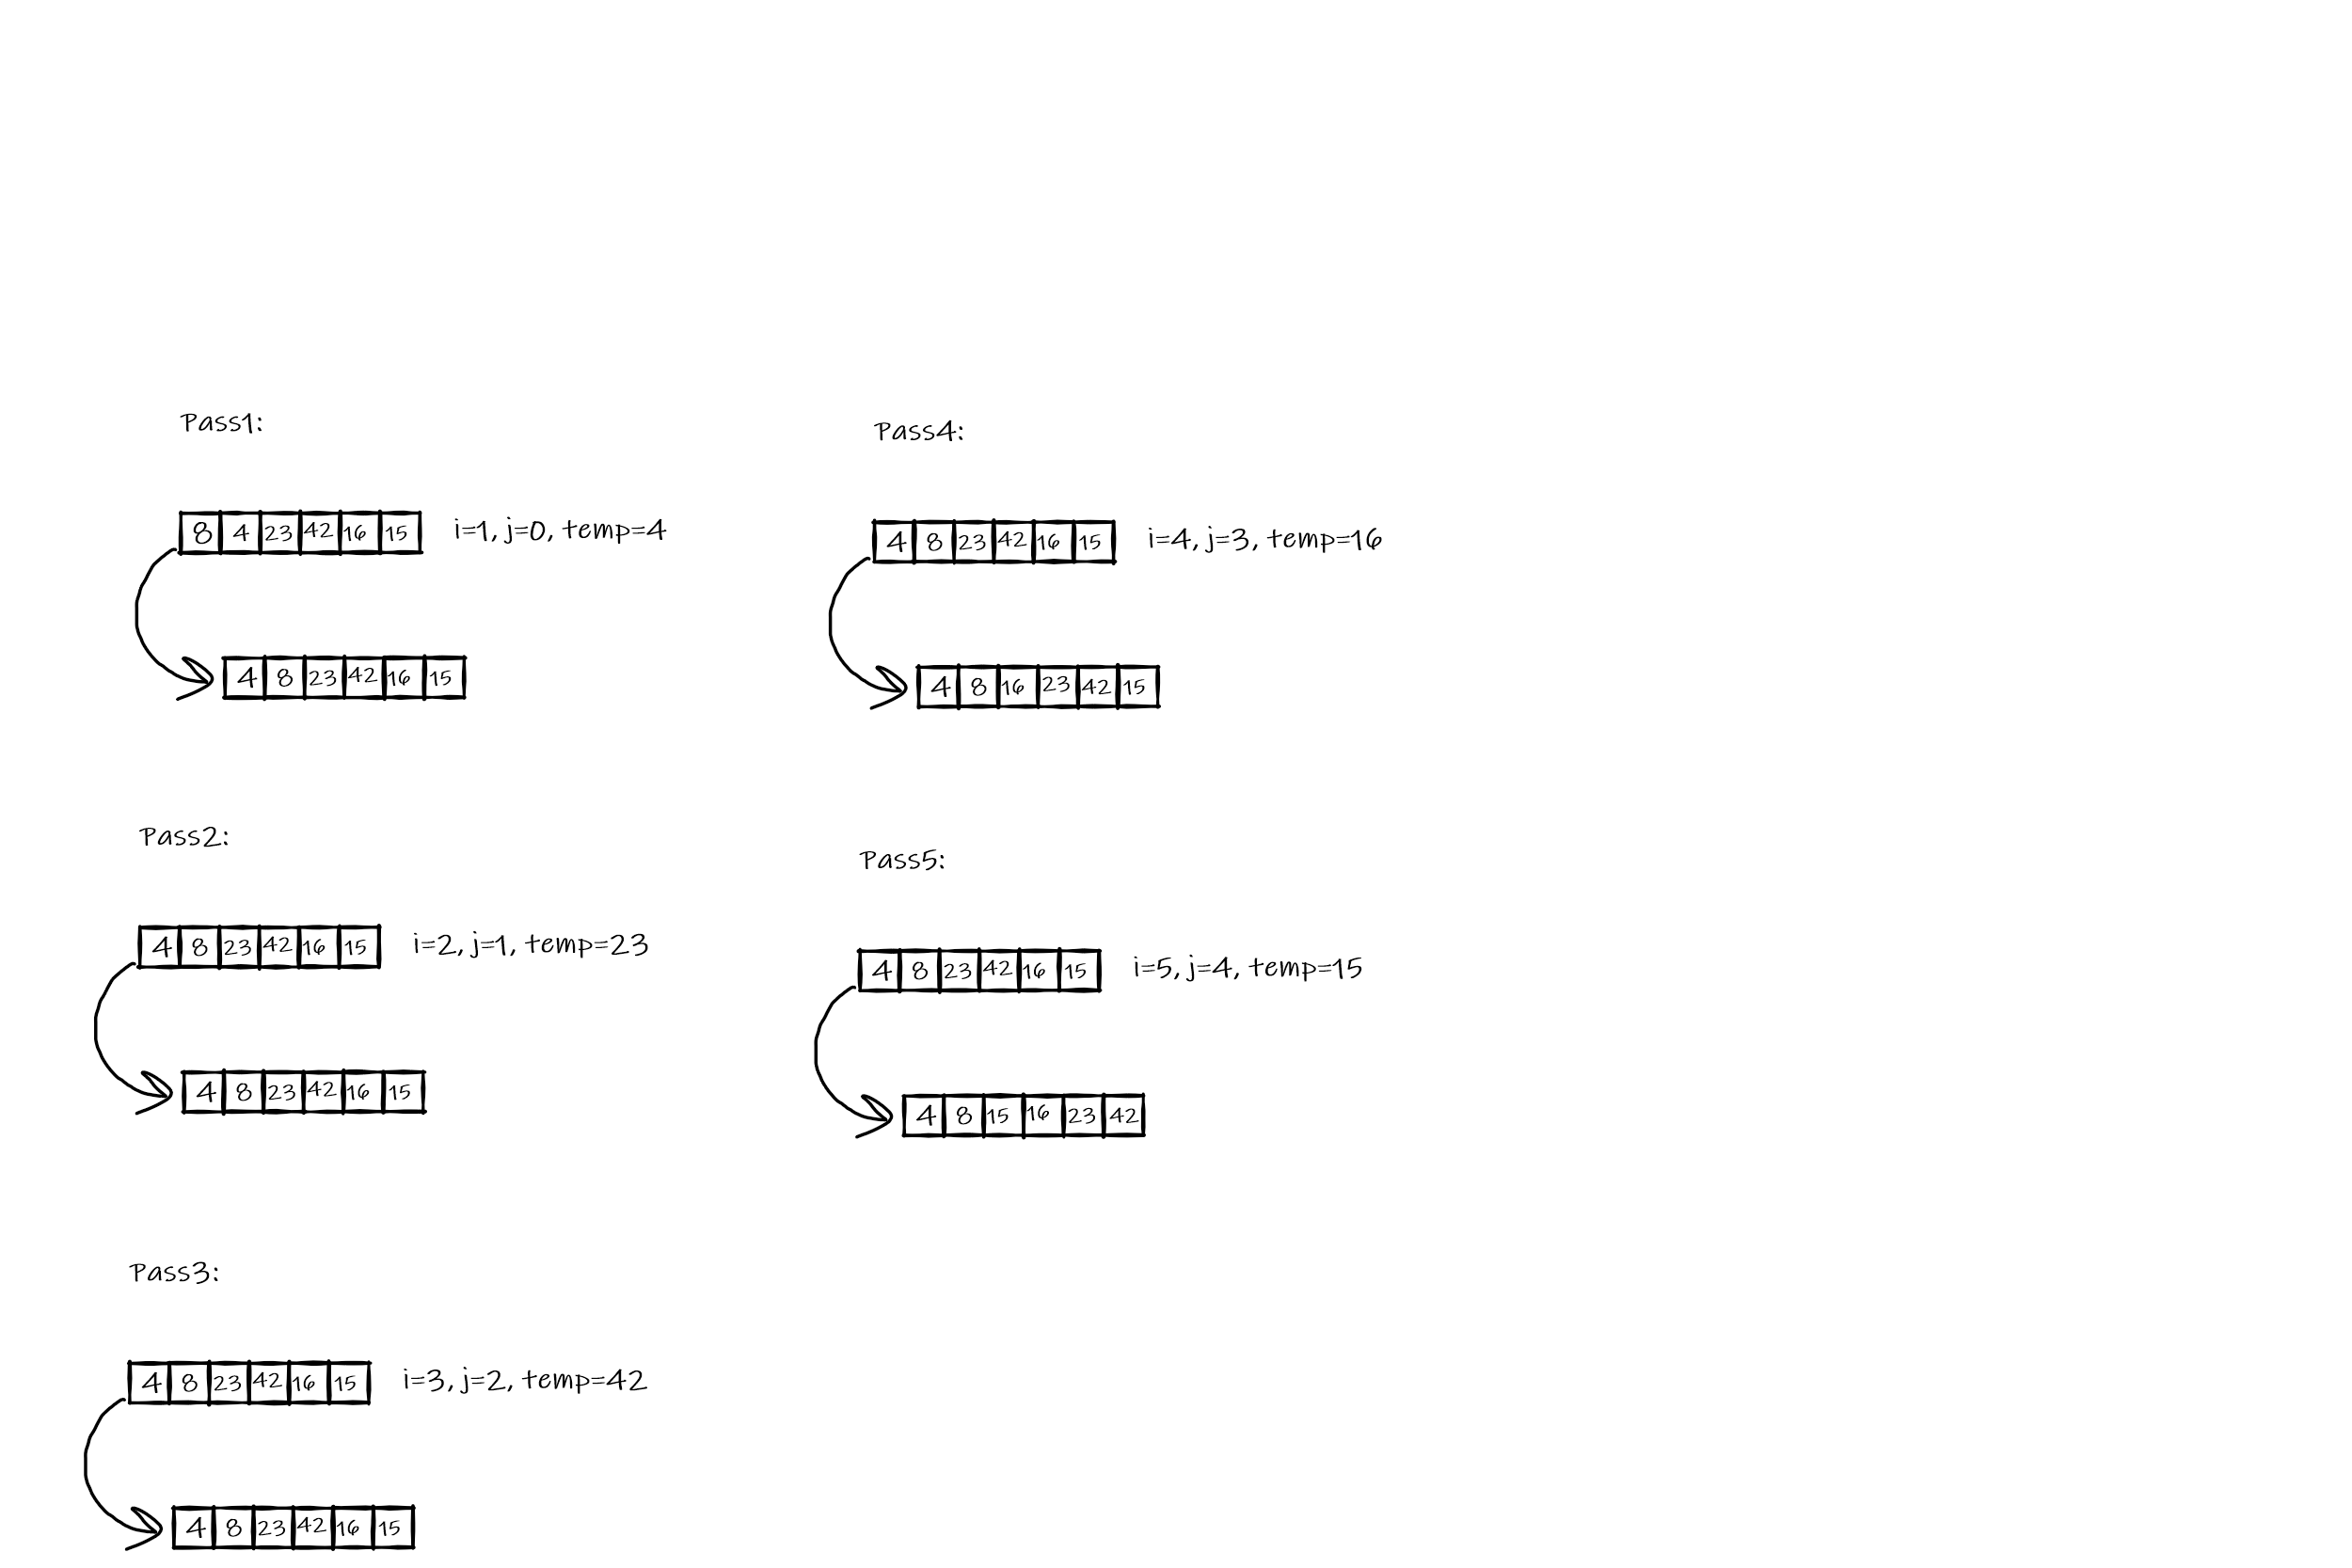 Pass1:
8 4 23 42 16 15 i=1, j=0, temp=4
4 8 23 42 16 15
Pass2:
4 8 23 42 16 15 i=2, j=1, temp=23
4 8 23 42 16 15
Pass3:
4 8 23 42 16 15 i=3, j=2, temp=42
4 8 23 42 16 15
Pass4:
4 8 23 42 16 15 i=4, j=3, temp=16
4 8 16 23 42 15
Pass5:
4 8 23 42 16 15 i=5, j=4, temp=15
4 8 15 16 23 42